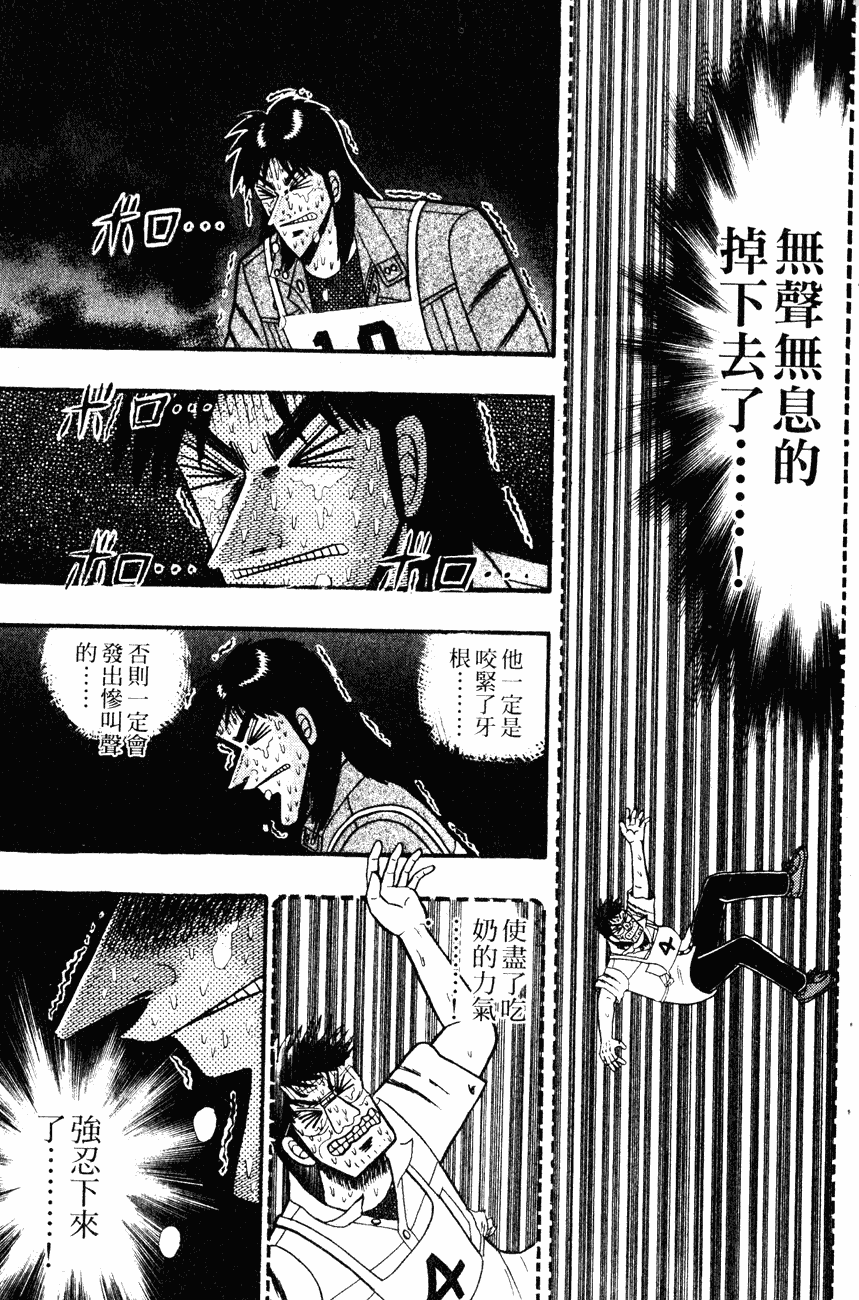 無聲無息的
掉下去了……！
ボロ…
ボロ…
ボロ…
ボロ…
他一定是
咬緊了牙
根……
否則一定會
發出慘叫聲
的……
使盡了吃
奶的力氣
……！
強忍下來
了……！
4
4